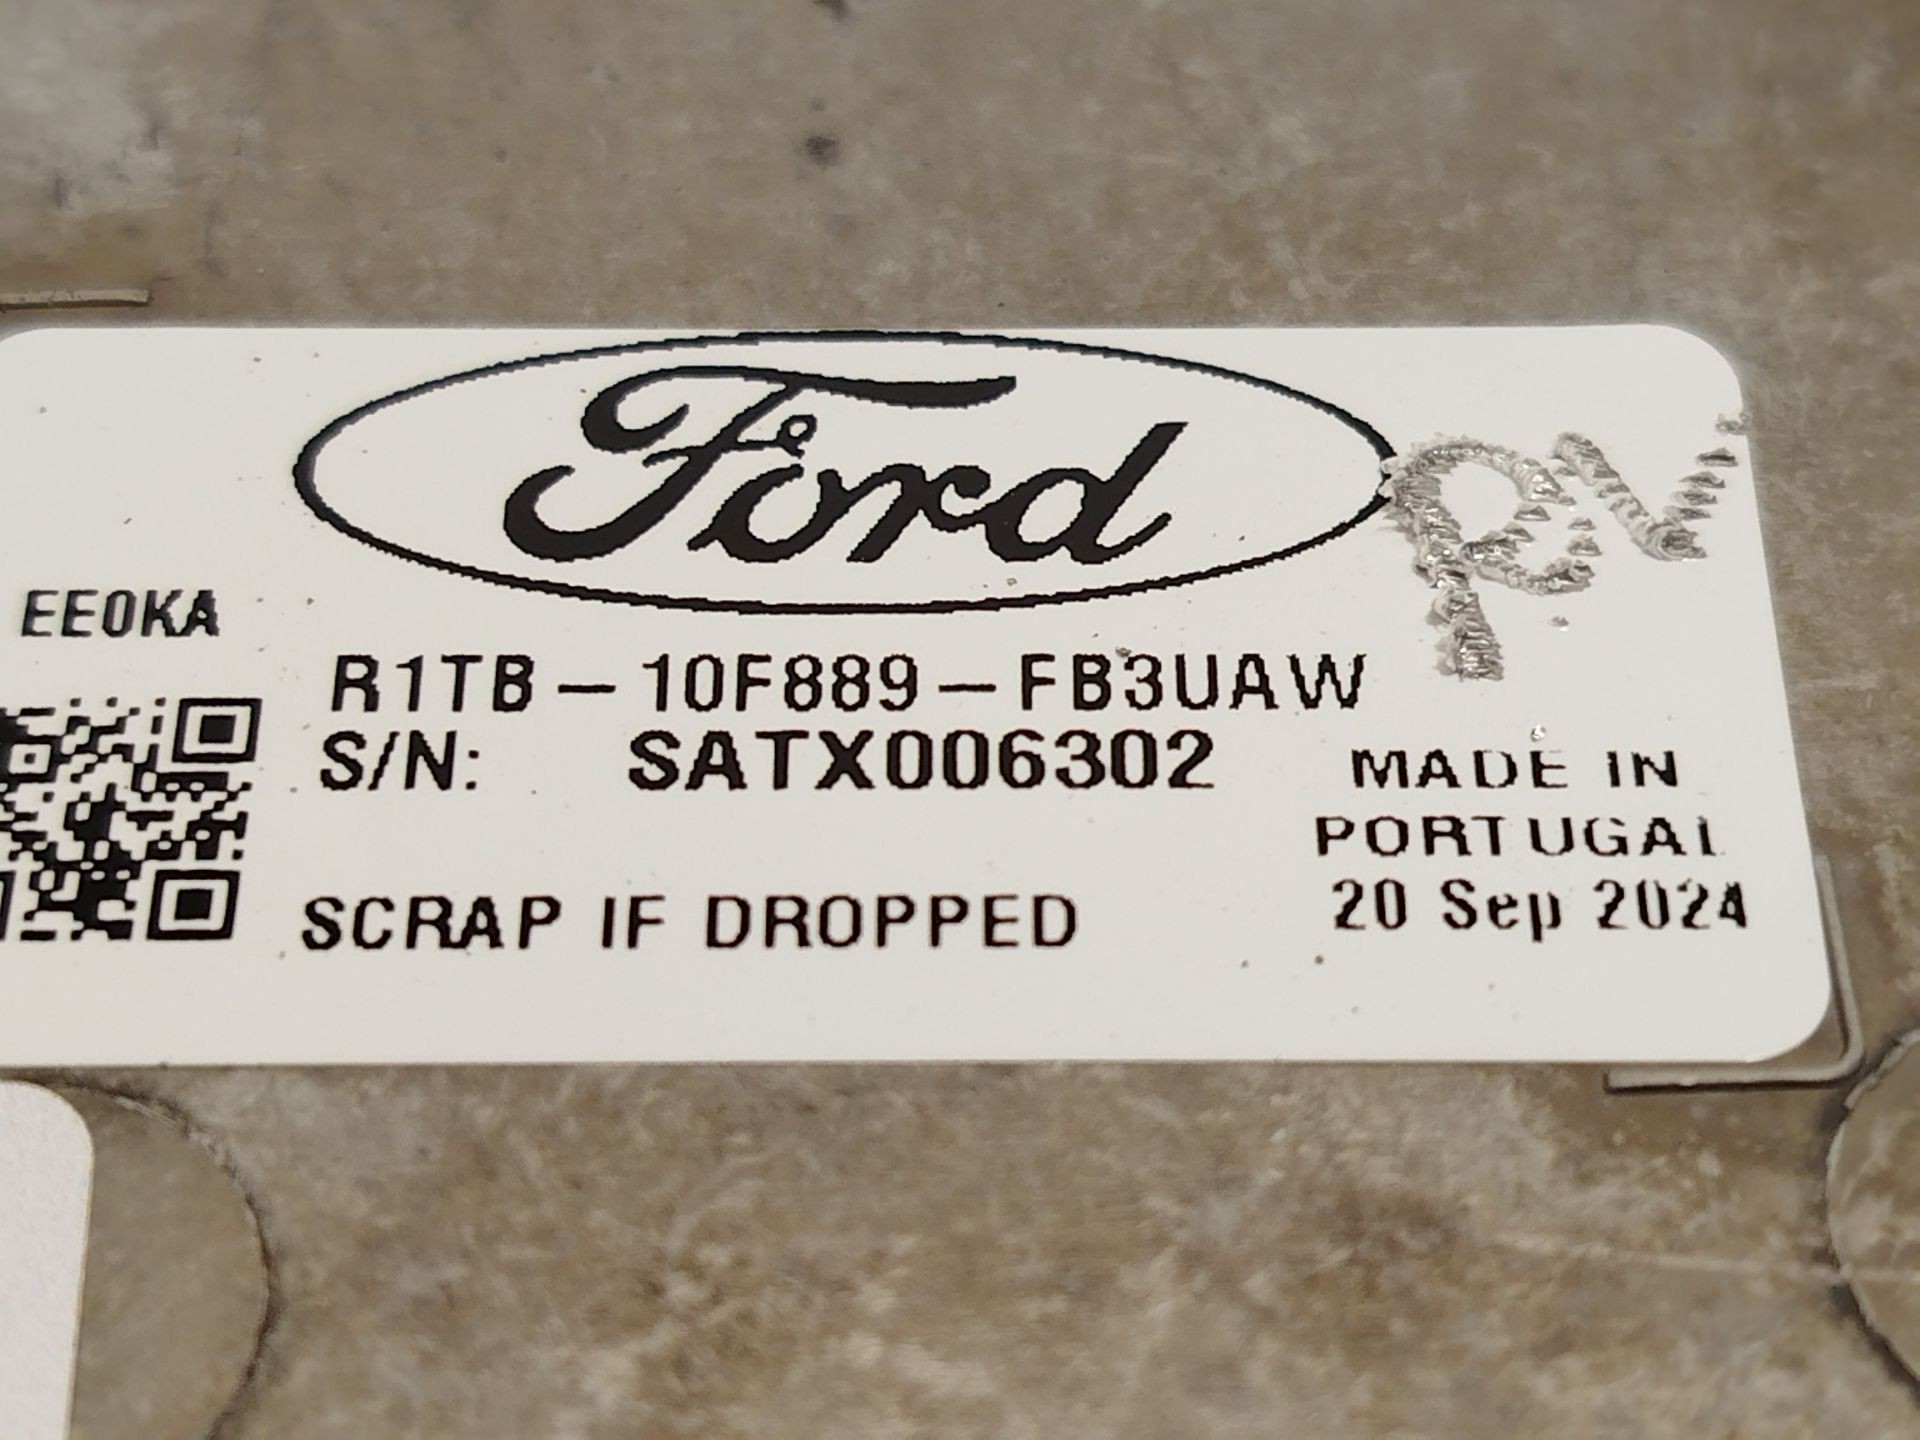 Ford
EE0KA
R1TB-10F889-FB3UAW
S/N: SATX006302
MADE IN
PORTUGAL
20 Sep 2024
SCRAP IF DROPPED